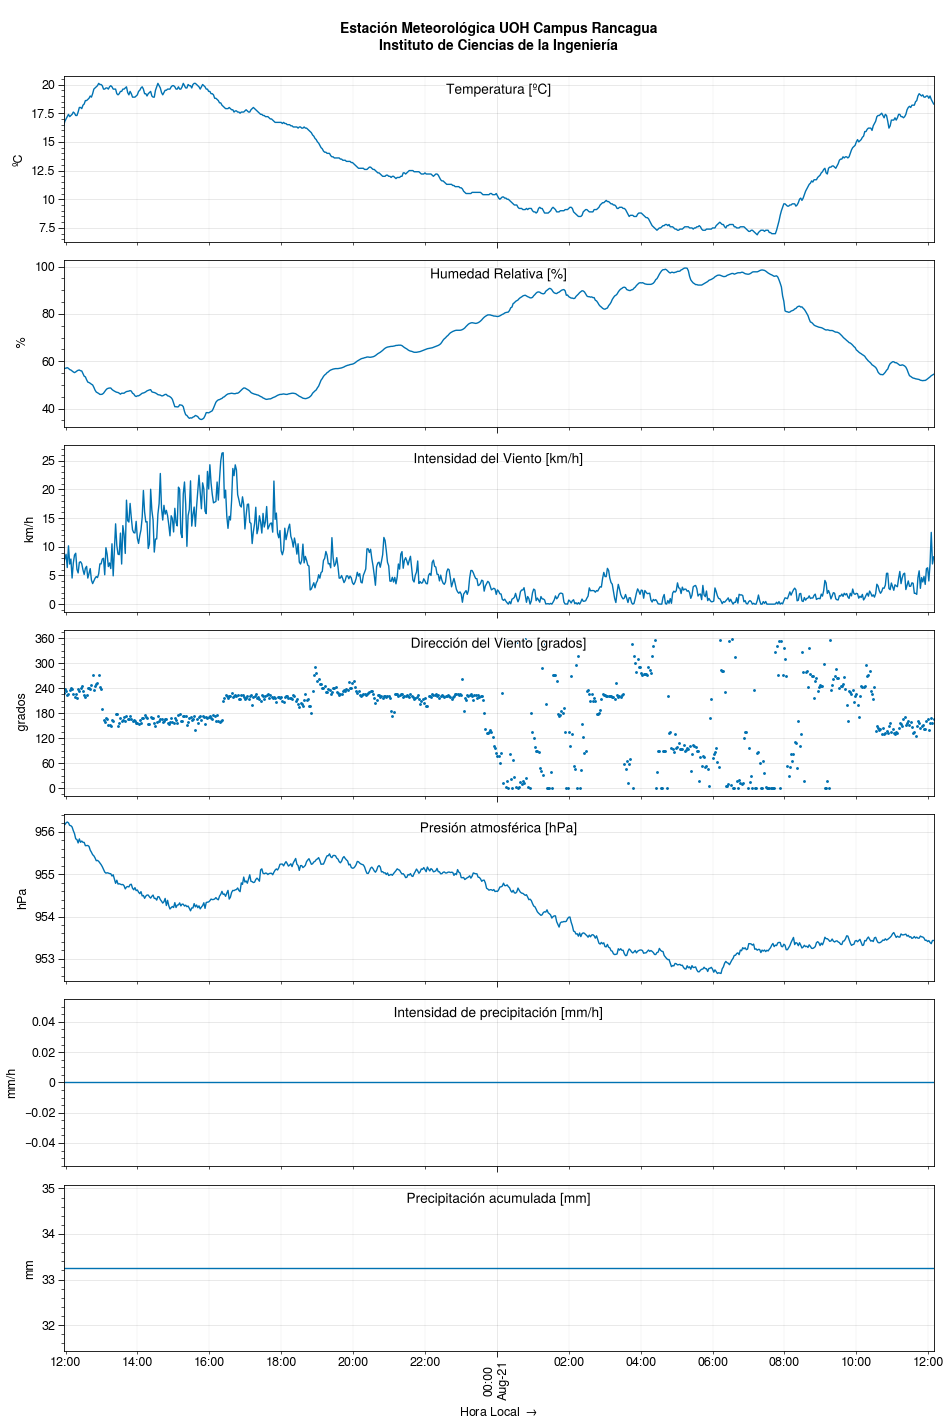 Estación Meteorológica UOH Campus Rancagua
Instituto de Ciencias de la Ingeniería
Temperatura [ºC]
ºC
20
17.5
15
12.5
10
7.5
Humedad Relativa [%]
%
100
80
60
40
Intensidad del Viento [km/h]
km/h
25
20
15
10
5
0
Dirección del Viento [grados]
grados
360
300
240
180
120
60
0
Presión atmosférica [hPa]
hPa
956
955
954
953
Intensidad de precipitación [mm/h]
mm/h
0.04
0.02
0
−0.02
−0.04
Precipitación acumulada [mm]
mm
35
34
33
32
12:00 14:00 16:00 18:00 20:00 22:00 00:00 02:00 04:00 06:00 08:00 10:00 12:00
Aug-21
Hora Local →